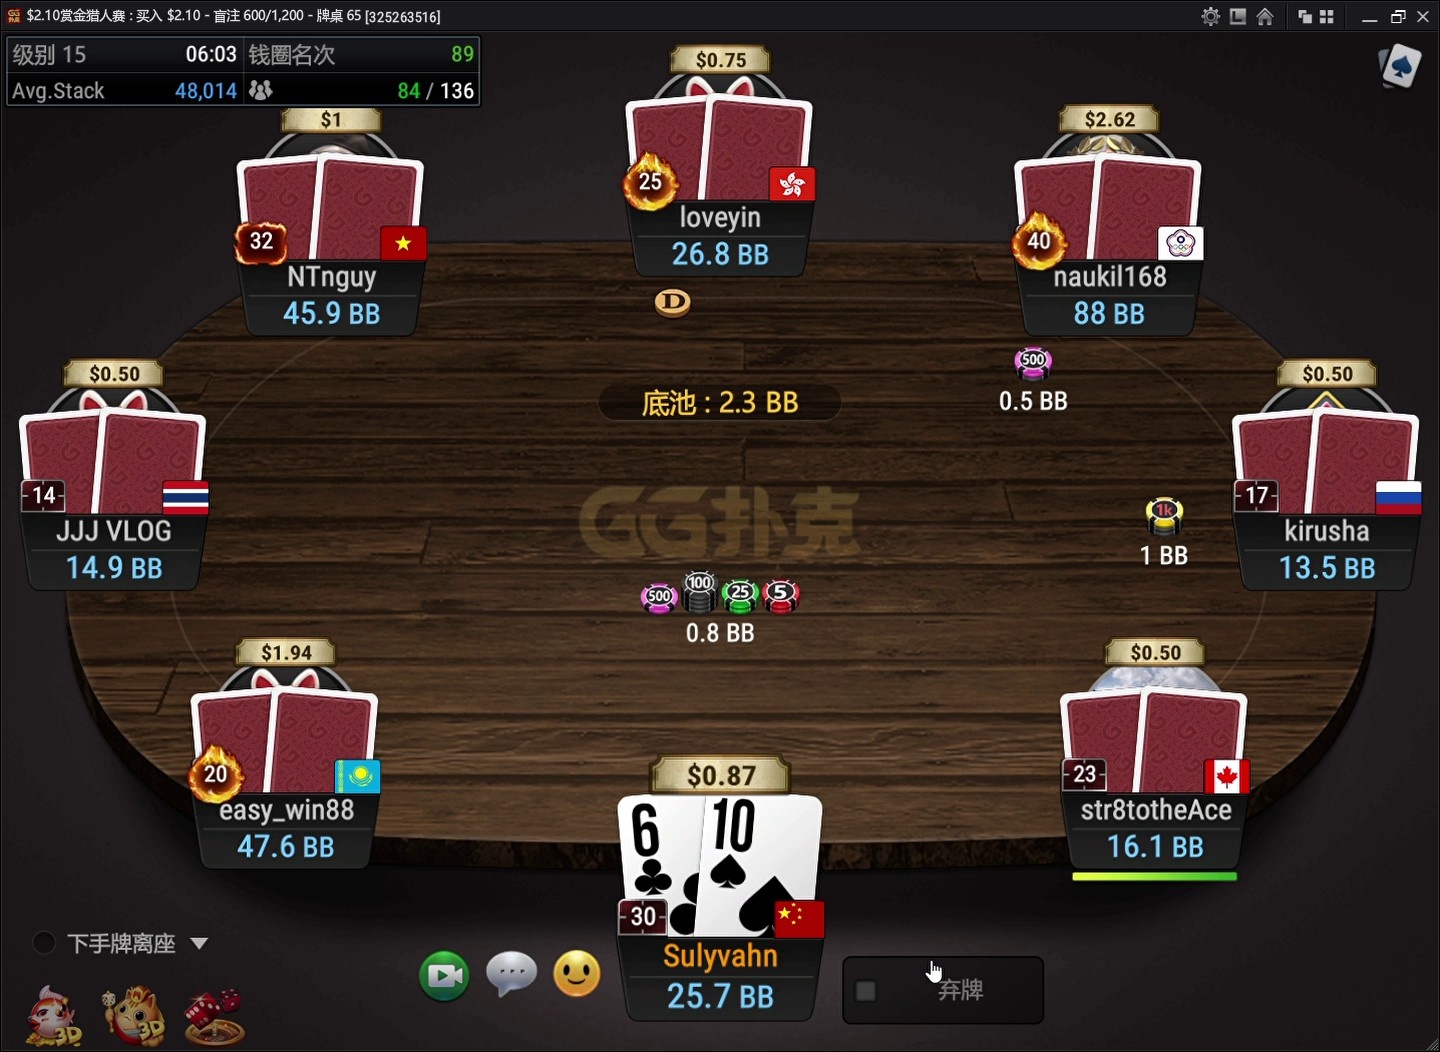 $2.10赏金猎人赛 : 买入 $2.10 - 盲注 600/1,200 - 牌桌 65 [325263516]
级别 15 06:03 钱圈名次 89
Avg.Stack 48,014 84 / 136
$0.75
25
loveyin
26.8 BB
$1
32
NTnguy
45.9 BB
$2.62
40
naukil168
88 BB
D
500
0.5 BB
底池 : 2.3 BB
$0.50
14
JJJ VLOG
14.9 BB
$0.50
17
kirusha
13.5 BB
1k
1 BB
GG扑克
500 100 25 5
0.8 BB
$1.94
20
easy_win88
47.6 BB
$0.50
23
str8totheAce
16.1 BB
$0.87
6 10
30
Sulyvahn
25.7 BB
下手牌离座
3D 3D
弃牌